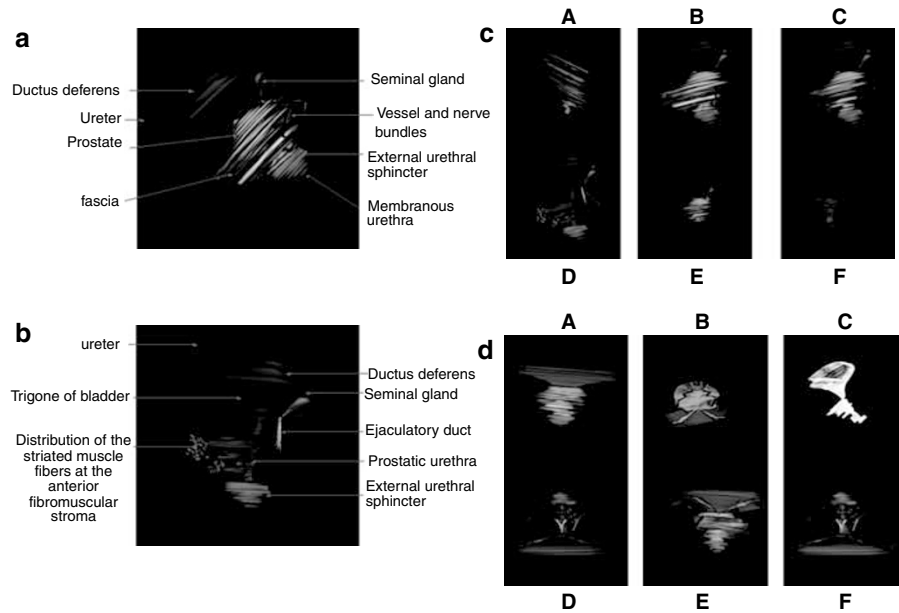 a
Ductus deferens
Ureter
Prostate
fascia
Seminal gland
Vessel and nerve
bundles
External urethral
sphincter
Membranous
urethra
b
ureter
Trigone of bladder
Distribution of the
striated muscle
fibers at the
anterior
fibromuscular
stroma
Ductus deferens
Seminal gland
Ejaculatory duct
Prostatic urethra
External urethral
sphincter
c
A B C
D E F
d
A B C
D E F